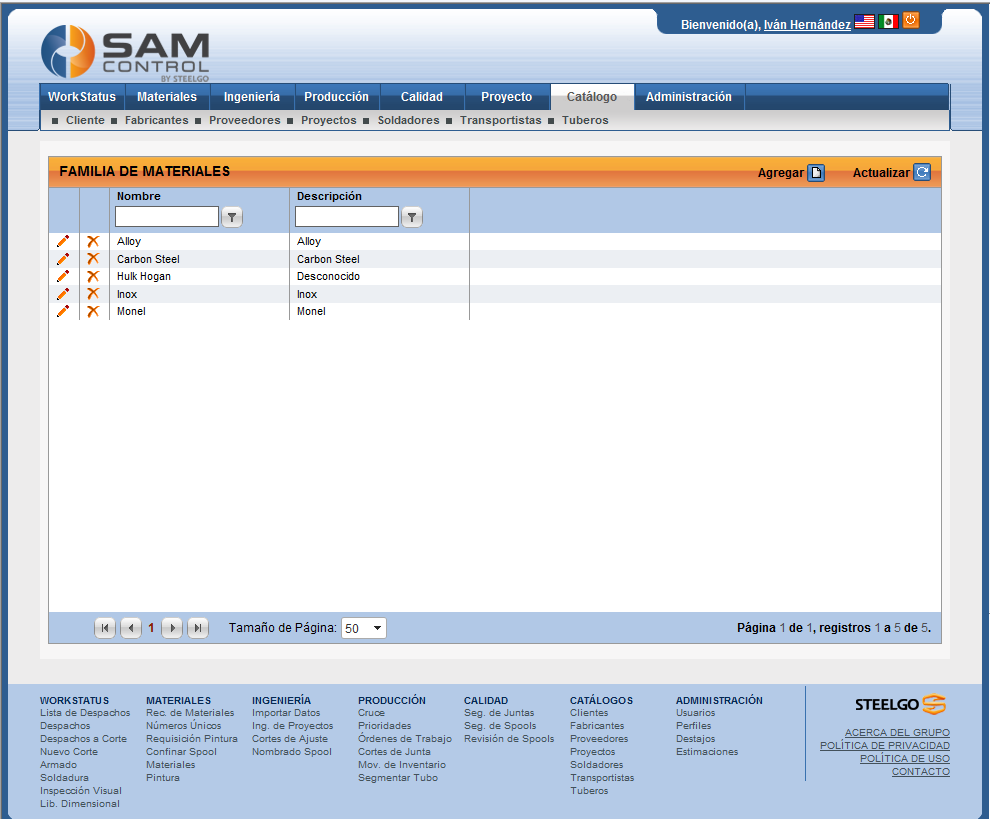 Bienvenido(a), Iván Hernández
SAM
CONTROL
BY STEELGO
WorkStatus Materiales Ingeniería Producción Calidad Proyecto Catálogo Administración
Cliente Fabricantes Proveedores Proyectos Soldadores Transportistas Tuberos
FAMILIA DE MATERIALES Agregar Actualizar
Nombre Descripción
Alloy Alloy
Carbon Steel Carbon Steel
Hulk Hogan Desconocido
Inox Inox
Monel Monel
1 Tamaño de Página: 50 Página 1 de 1, registros 1 a 5 de 5.
WORKSTATUS
Lista de Despachos
Despachos
Despachos a Corte
Nuevo Corte
Armado
Soldadura
Inspección Visual
Lib. Dimensional
MATERIALES
Rec. de Materiales
Números Únicos
Requisición Pintura
Confinar Spool
Materiales
Pintura
INGENIERÍA
Importar Datos
Ing. de Proyectos
Cortes de Ajuste
Nombrado Spool
PRODUCCIÓN
Cruce
Prioridades
Órdenes de Trabajo
Cortes de Junta
Mov. de Inventario
Segmentar Tubo
CALIDAD
Seg. de Juntas
Seg. de Spools
Revisión de Spools
CATÁLOGOS
Clientes
Fabricantes
Proveedores
Proyectos
Soldadores
Transportistas
Tuberos
ADMINISTRACIÓN
Usuarios
Perfiles
Destajos
Estimaciones
STEELGO
ACERCA DEL GRUPO
POLÍTICA DE PRIVACIDAD
POLÍTICA DE USO
CONTACTO